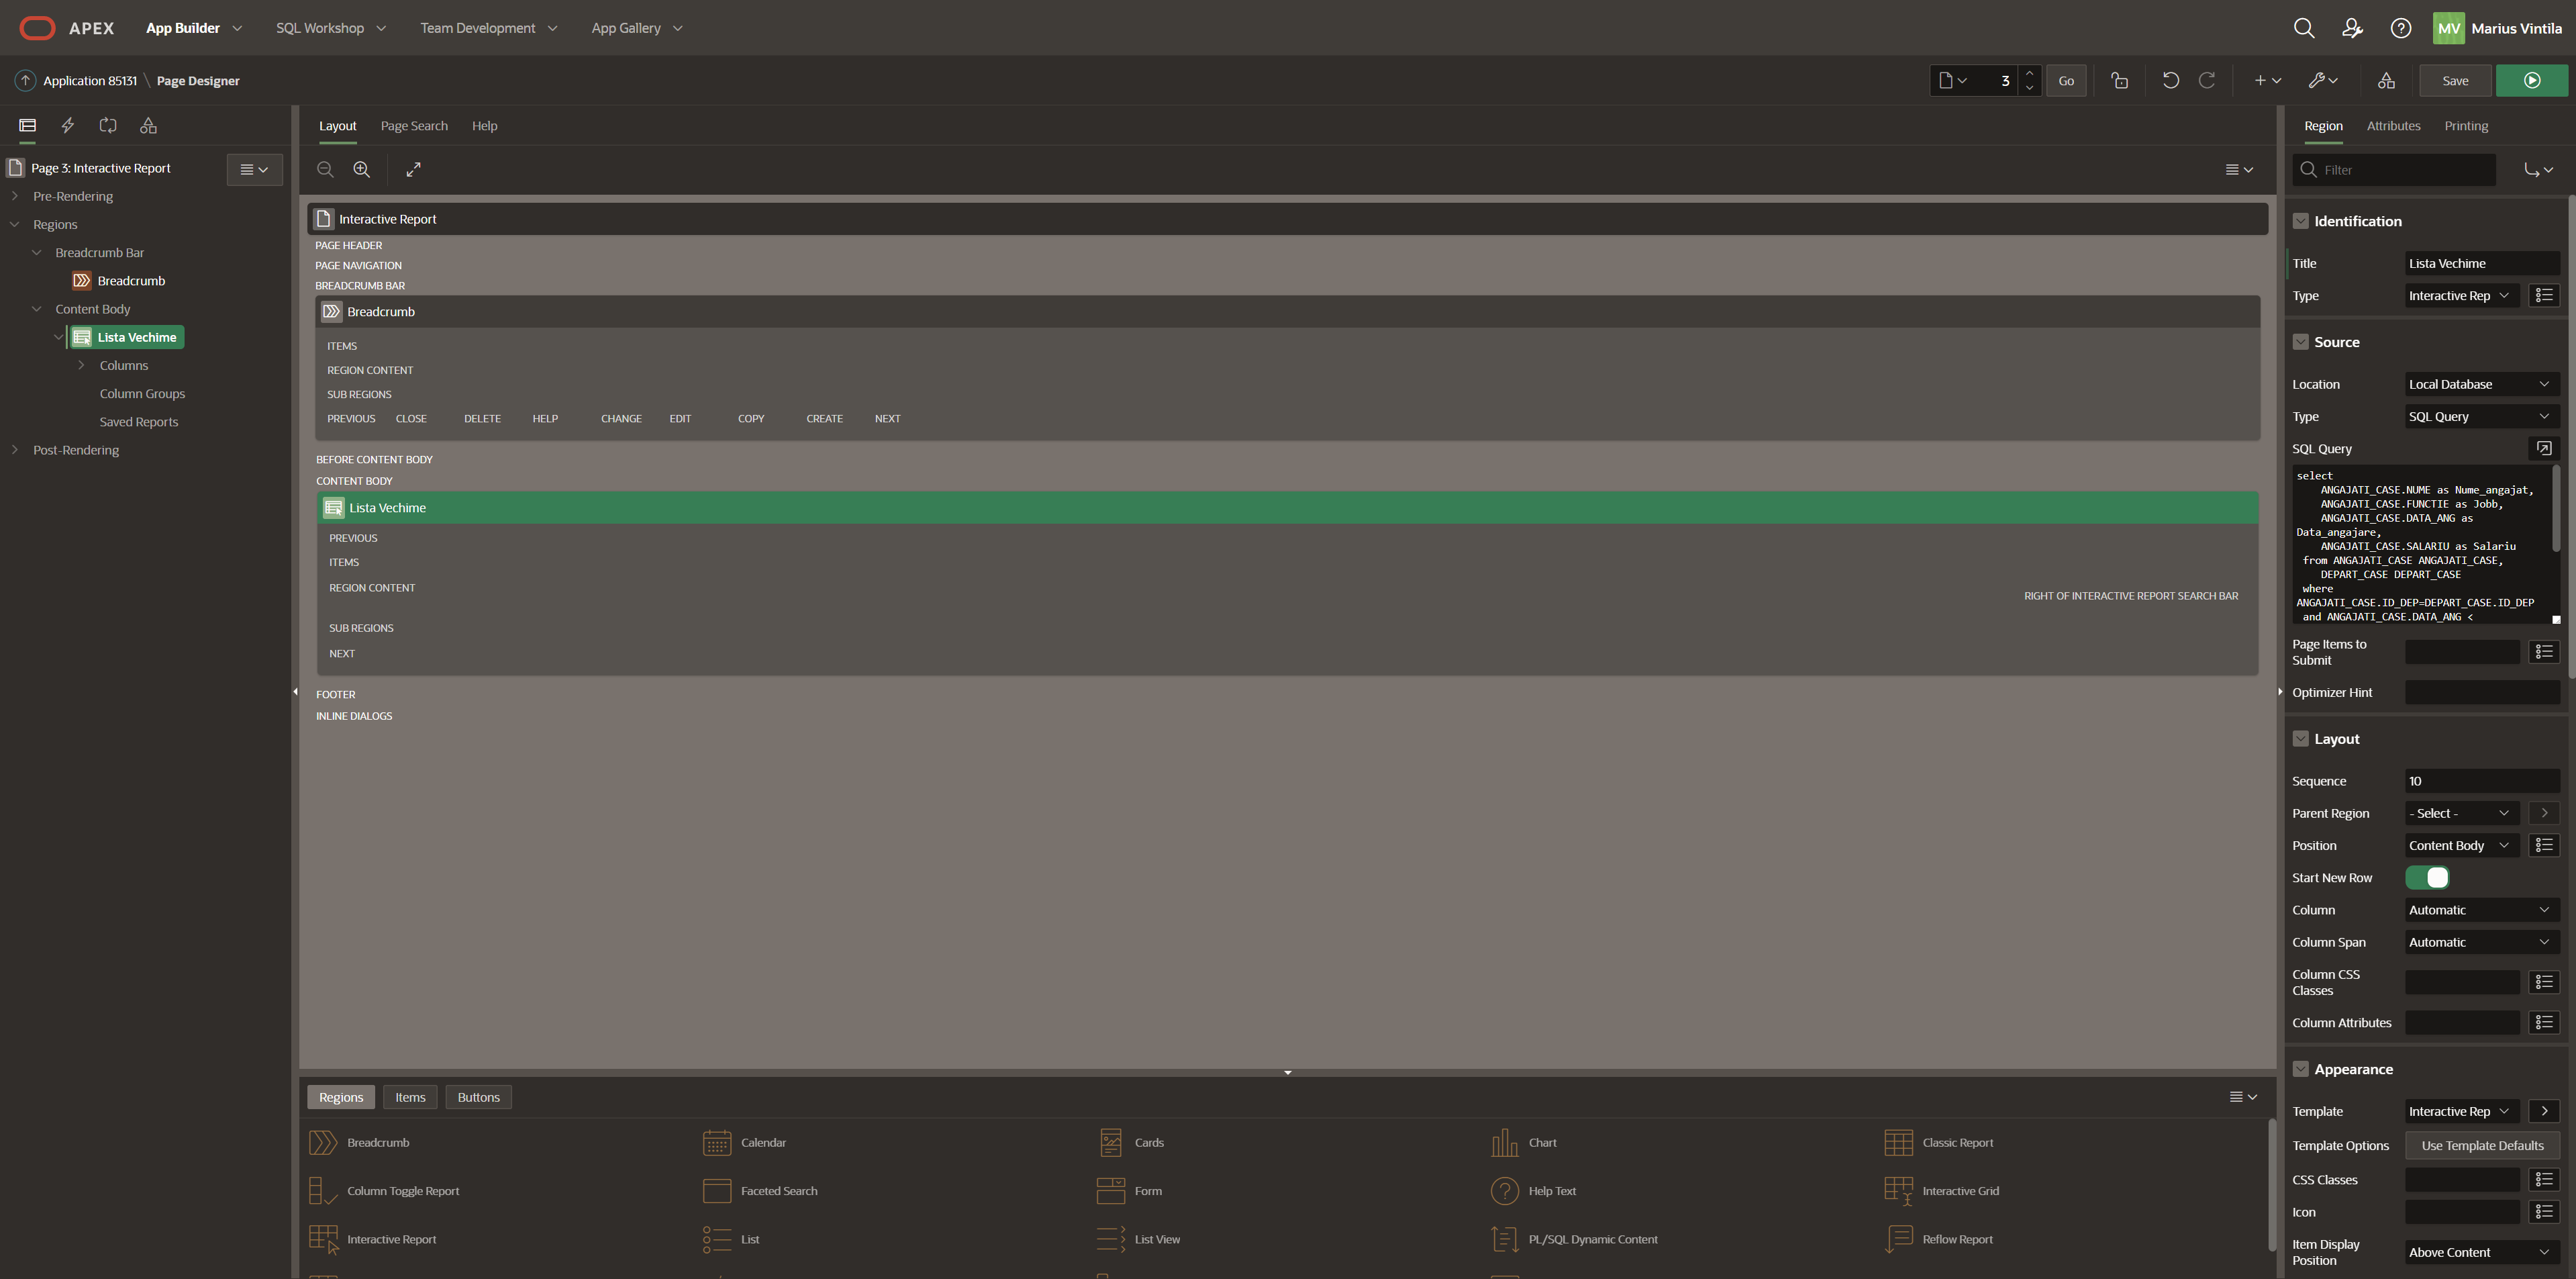 APEX App Builder SQL Workshop Team Development App Gallery MV Marius Vintila
Application 85131 \ Page Designer 3 Go Save
Layout Page Search Help
Region Attributes Printing
Page 3: Interactive Report
Pre-Rendering
Regions
Breadcrumb Bar
Breadcrumb
Content Body
Lista Vechime
Columns
Column Groups
Saved Reports
Post-Rendering
Interactive Report
PAGE HEADER
PAGE NAVIGATION
BREADCRUMB BAR
Breadcrumb
ITEMS
REGION CONTENT
SUB REGIONS
PREVIOUS CLOSE DELETE HELP CHANGE EDIT COPY CREATE NEXT
BEFORE CONTENT BODY
CONTENT BODY
Lista Vechime
PREVIOUS
ITEMS
REGION CONTENT
RIGHT OF INTERACTIVE REPORT SEARCH BAR
SUB REGIONS
NEXT
FOOTER
INLINE DIALOGS
Regions Items Buttons
Breadcrumb Calendar Cards Chart Classic Report
Column Toggle Report Faceted Search Form Help Text Interactive Grid
Interactive Report List List View PL/SQL Dynamic Content Reflow Report
Filter
Identification
Title Lista Vechime
Type Interactive Rep
Source
Location Local Database
Type SQL Query
SQL Query
select
ANGAJATI_CASE.NUME as Nume_angajat,
ANGAJATI_CASE.FUNCTIE as Jobb,
ANGAJATI_CASE.DATA_ANG as
Data_angajare,
ANGAJATI_CASE.SALARIU as Salariu
from ANGAJATI_CASE ANGAJATI_CASE,
DEPART_CASE DEPART_CASE
where
ANGAJATI_CASE.ID_DEP=DEPART_CASE.ID_DEP
and ANGAJATI_CASE.DATA_ANG <
Page Items to
Submit
Optimizer Hint
Layout
Sequence 10
Parent Region - Select -
Position Content Body
Start New Row
Column Automatic
Column Span Automatic
Column CSS
Classes
Column Attributes
Appearance
Template Interactive Rep
Template Options Use Template Defaults
CSS Classes
Icon
Item Display
Position Above Content